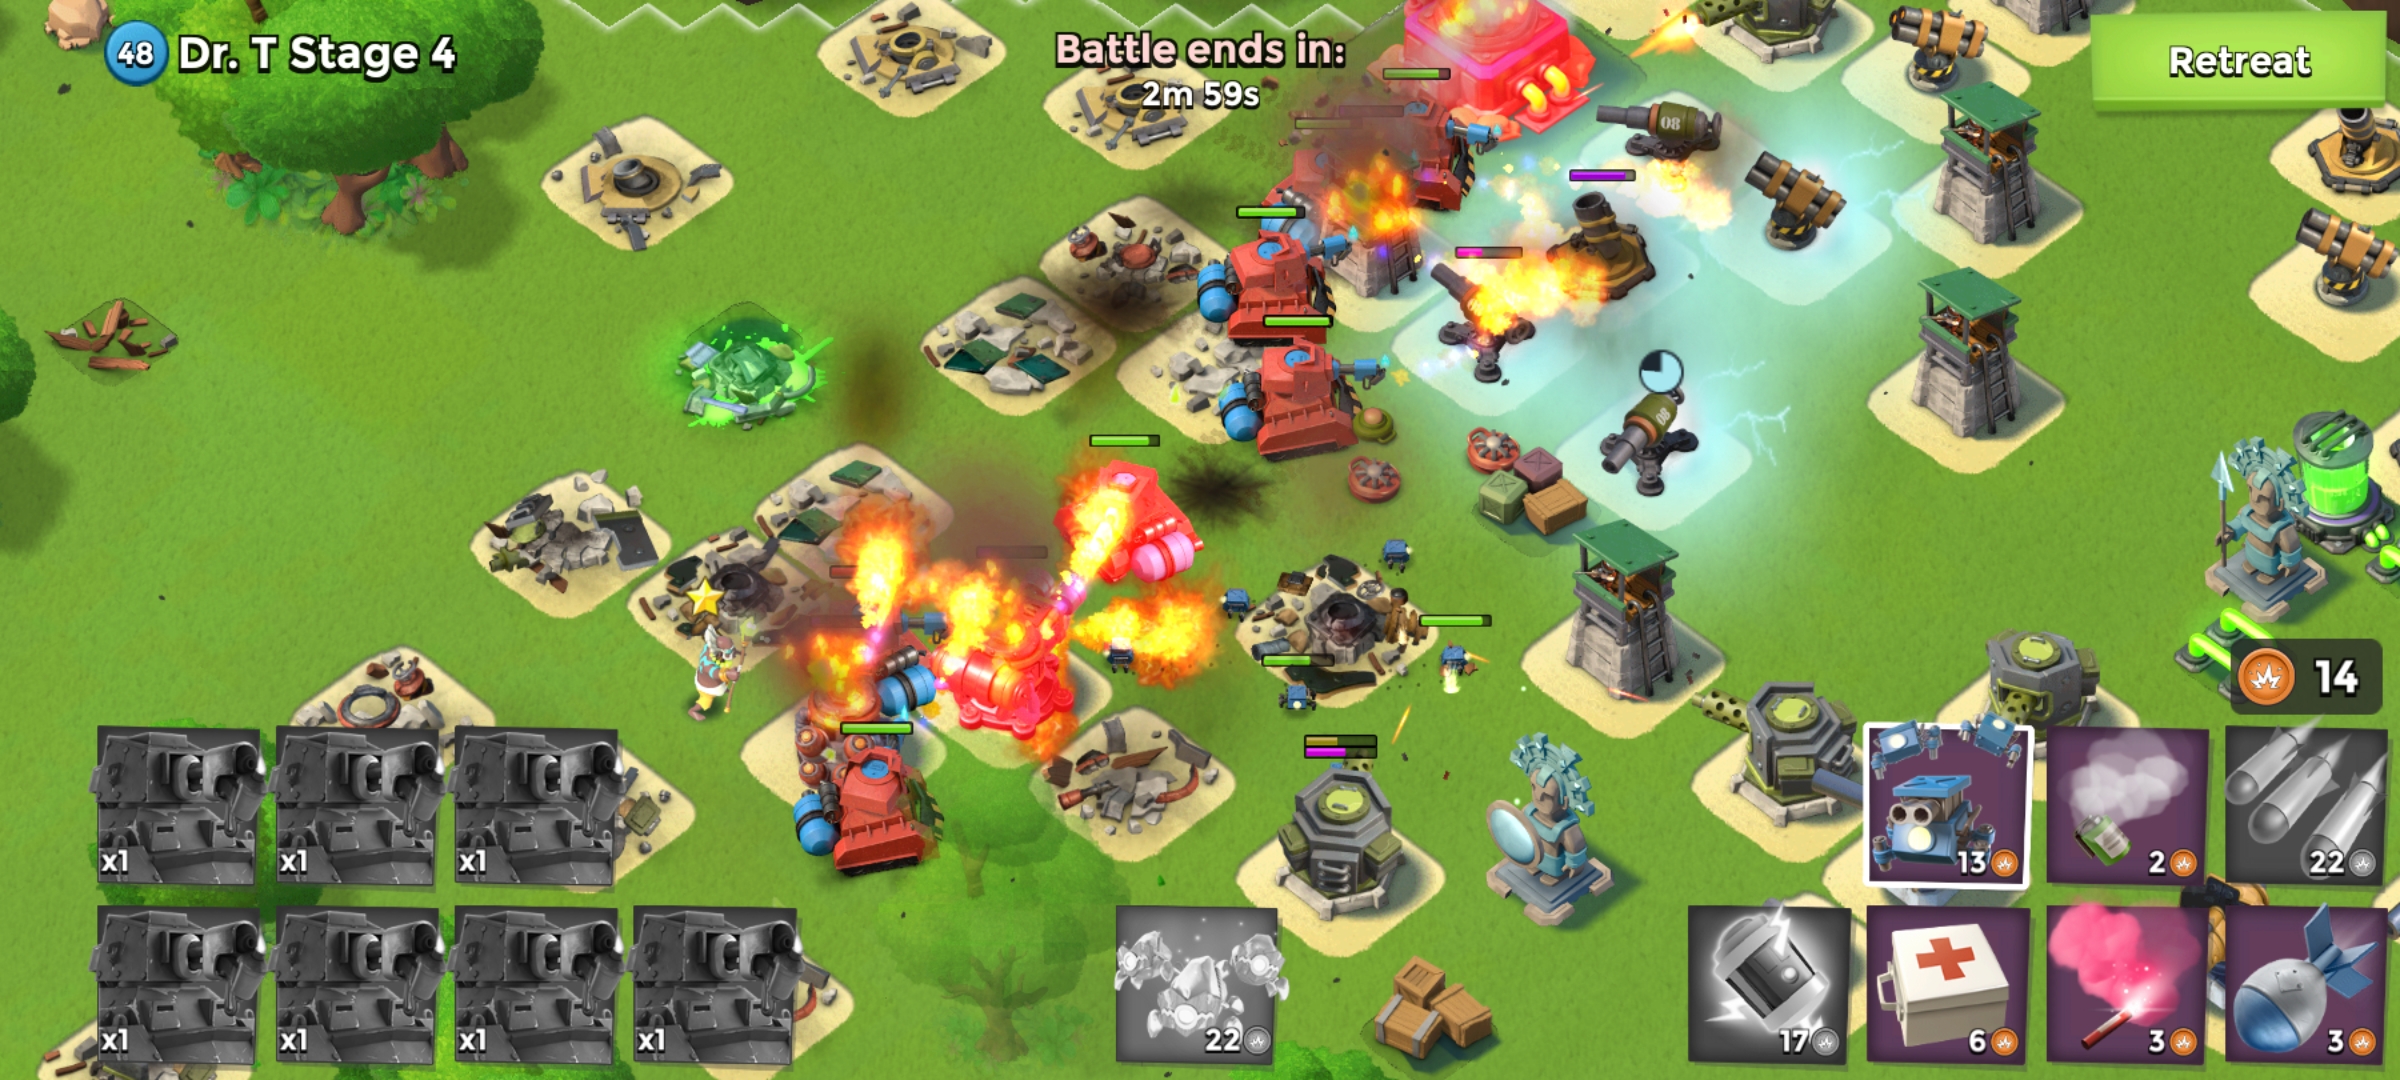 48 Dr. T Stage 4
Battle ends in:
2m 59s
Retreat
08
08
14
x1 x1 x1
13 2 22
x1 x1 x1 x1
22
17 6 3 3